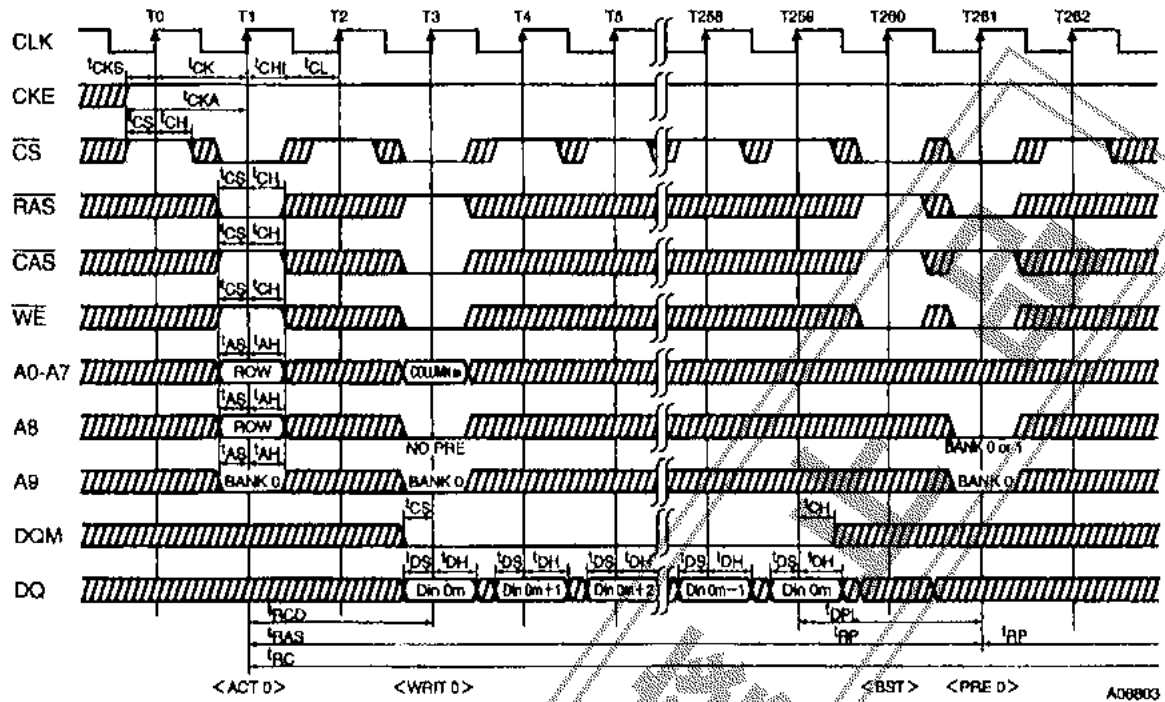 T0 T1 T2 T3 T4 T5 T258 T259 T260 T261 T262
CLK
tCKS tCK tCHI tCL
CKE
tCKA
tCS tCH
CS
tCS tCH
RAS
tCS tCH
CAS
tCS tCH
WE
tAS tAH
A0-A7 ROW COLUMN m
tAS tAH
A8 ROW
NO PRE BANK 0 or 1
tAS tAH
A9 BANK 0 BANK 0 BANK 0
tCS tCH
DQM
tDS tDH tDS tDH tDS tDH tDS tDH tDS tDH
DQ Din 0m Din 0m+1 Din 0m+2 Din 0m-1 Din 0m
tRCD tDPL
tRAS tRP tRP
tRC
<ACT 0> <WRIT 0> <BST> <PRE 0>
A06803